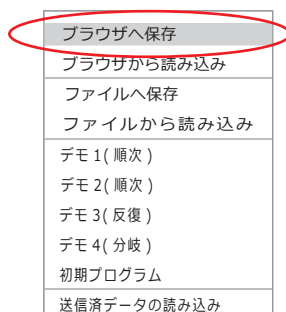 ブラウザへ保存
ブラウザから読み込み
ファイルへ保存
ファイルから読み込み
デモ 1( 順次 )
デモ 2( 順次 )
デモ 3( 反復 )
デモ 4( 分岐 )
初期プログラム
送信済データの読み込み